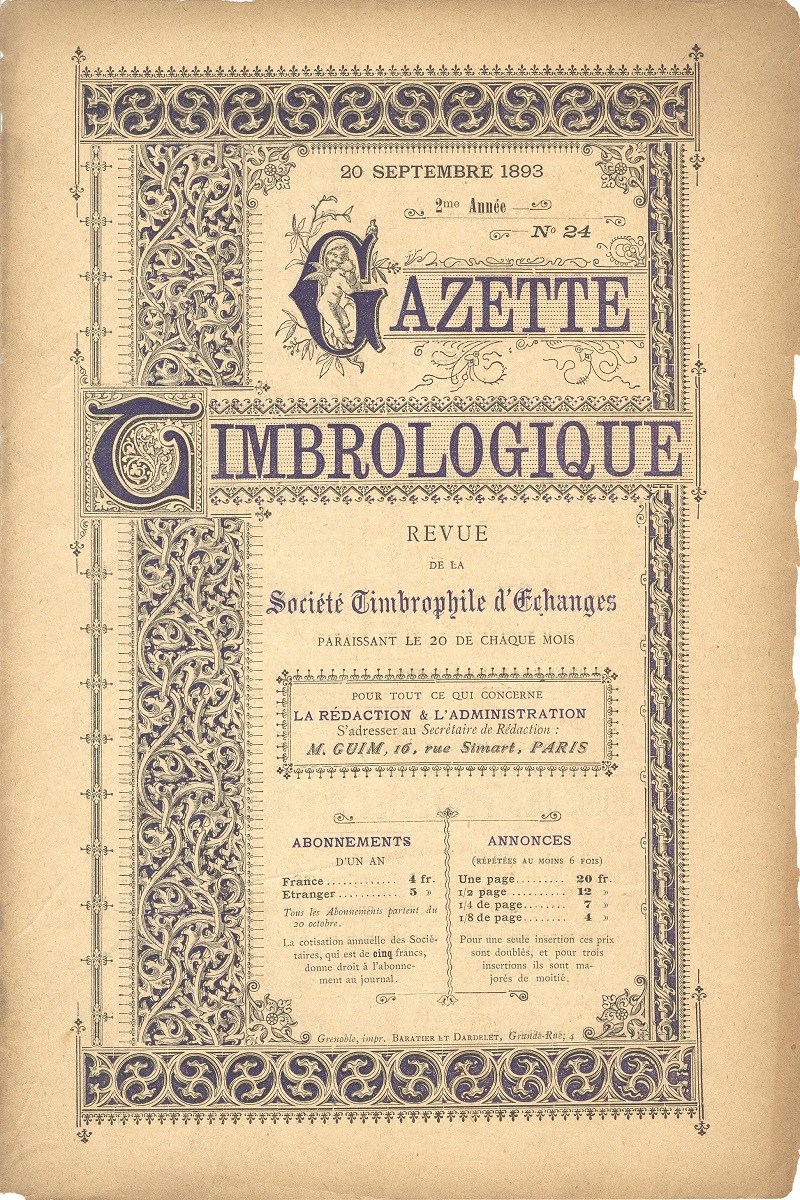 20 SEPTEMBRE 1893
2me Année
No 24
GAZETTE
TIMBROLOGIQUE
REVUE
DE LA
Société Timbrophile d'Echanges
PARAISSANT LE 20 DE CHAQUE MOIS
POUR TOUT CE QUI CONCERNE
LA RÉDACTION & L'ADMINISTRATION
S'adresser au Secrétaire de Rédaction :
M. GUIM, 16, rue Simart, PARIS
ABONNEMENTS
D'UN AN
France............ 4 fr.
Etranger.......... 5 »
Tous les Abonnements partent du
20 octobre.
La cotisation annuelle des Socié-
taires, qui est de cinq francs,
donne droit à l'abonne-
ment au journal.
ANNONCES
(RÉPÉTÉES AU MOINS 6 FOIS)
Une page......... 20 fr.
1/2 page.......... 12 »
1/4 de page........ 7 »
1/8 de page........ 4 »
Pour une seule insertion ces prix
sont doublés, et pour trois
insertions ils sont ma-
jorés de moitié.
Grenoble, impr. BARATIER ET DARDELET, Grande-Rue, 4